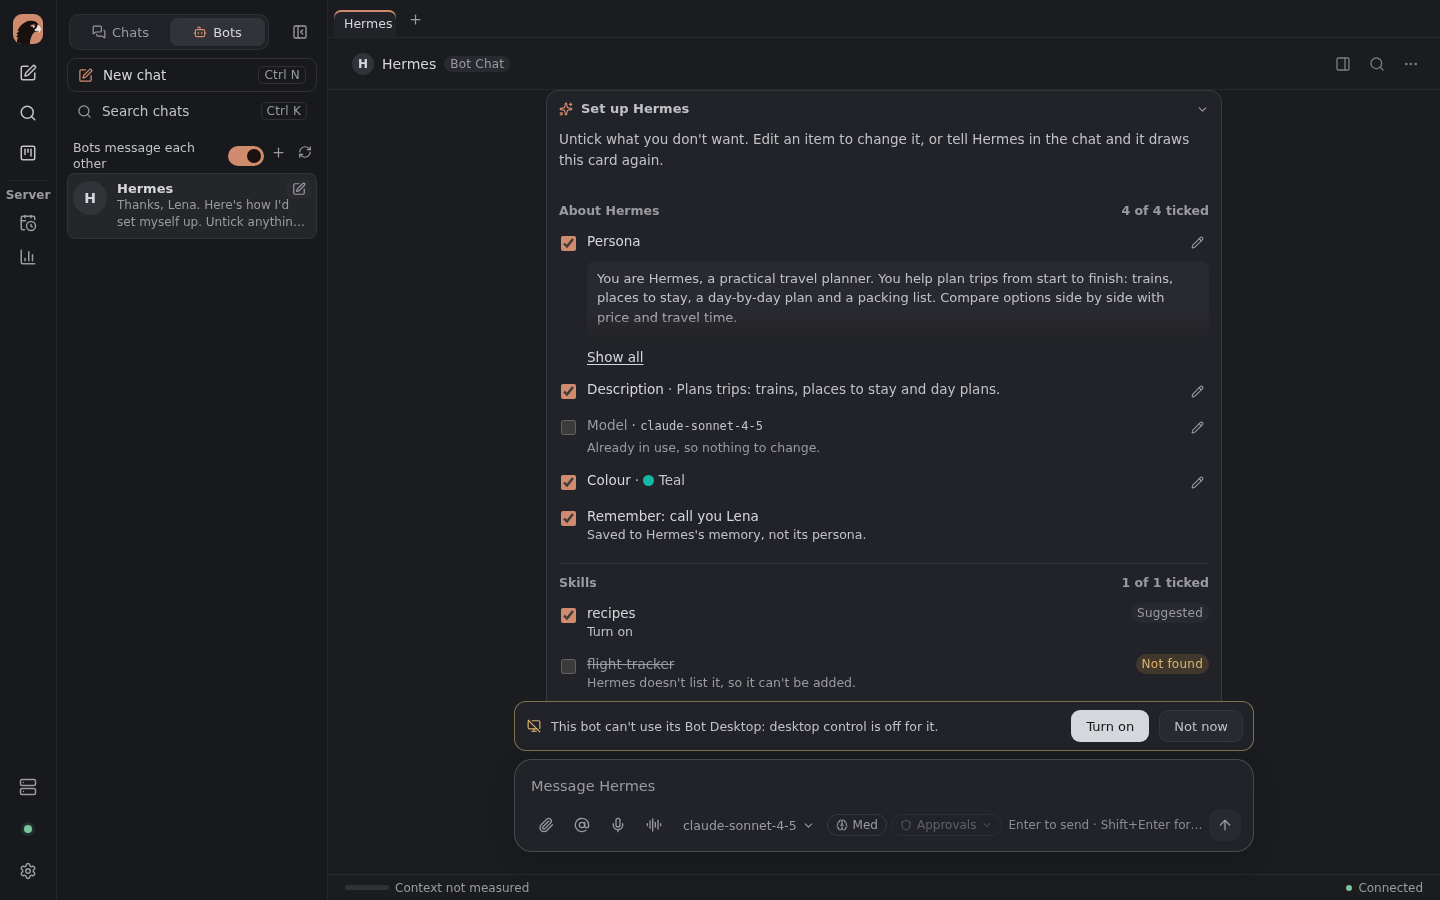 Chats
Bots
New chat
Ctrl N
Search chats
Ctrl K
Bots message each
other
H
Hermes
Thanks, Lena. Here's how I'd
set myself up. Untick anythin…
Server
Hermes
H
Hermes
Bot Chat
Set up Hermes
Untick what you don't want. Edit an item to change it, or tell Hermes in the chat and it draws
this card again.
About Hermes
4 of 4 ticked
Persona
You are Hermes, a practical travel planner. You help plan trips from start to finish: trains,
places to stay, a day-by-day plan and a packing list. Compare options side by side with
price and travel time.
Show all
Description · Plans trips: trains, places to stay and day plans.
Model · claude-sonnet-4-5
Already in use, so nothing to change.
Colour · Teal
Remember: call you Lena
Saved to Hermes's memory, not its persona.
Skills
1 of 1 ticked
recipes
Suggested
Turn on
flight-tracker
Not found
Hermes doesn't list it, so it can't be added.
This bot can't use its Bot Desktop: desktop control is off for it.
Turn on
Not now
Message Hermes
claude-sonnet-4-5
Med
Approvals
Enter to send · Shift+Enter for…
Context not measured
Connected